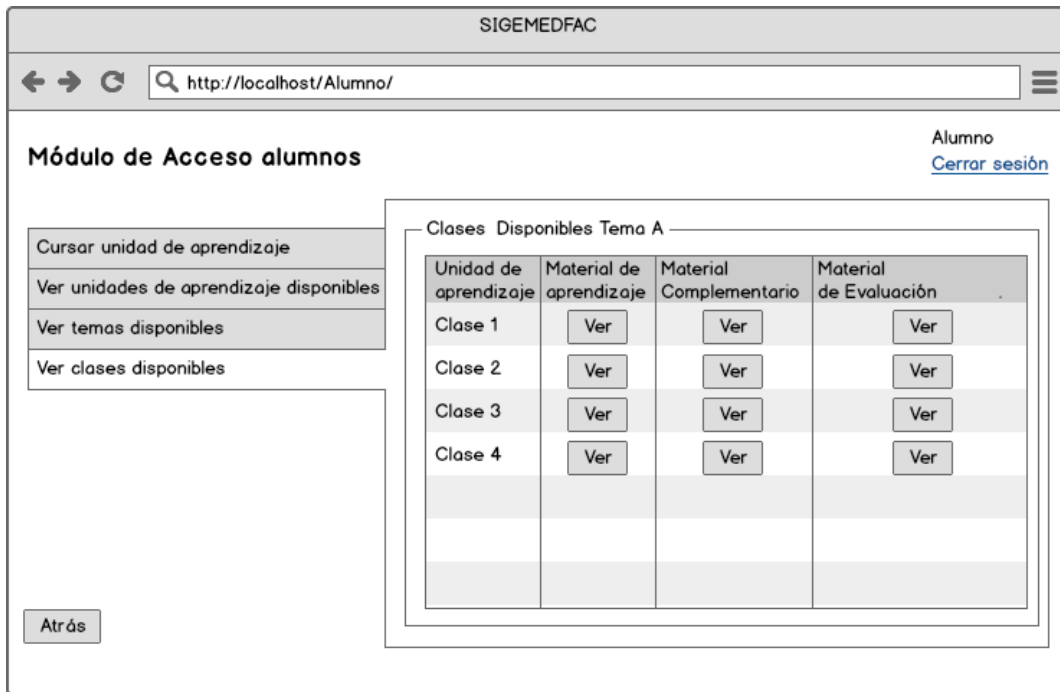 SIGEMEDFAC
http://localhost/Alumno/
Módulo de Acceso alumnos
Alumno
Cerrar sesión
Cursar unidad de aprendizaje
Ver unidades de aprendizaje disponibles
Ver temas disponibles
Ver clases disponibles
Clases Disponibles Tema A
Unidad de aprendizaje
Material de aprendizaje
Material Complementario
Material de Evaluación .
Clase 1 Ver Ver Ver
Clase 2 Ver Ver Ver
Clase 3 Ver Ver Ver
Clase 4 Ver Ver Ver
Atrás